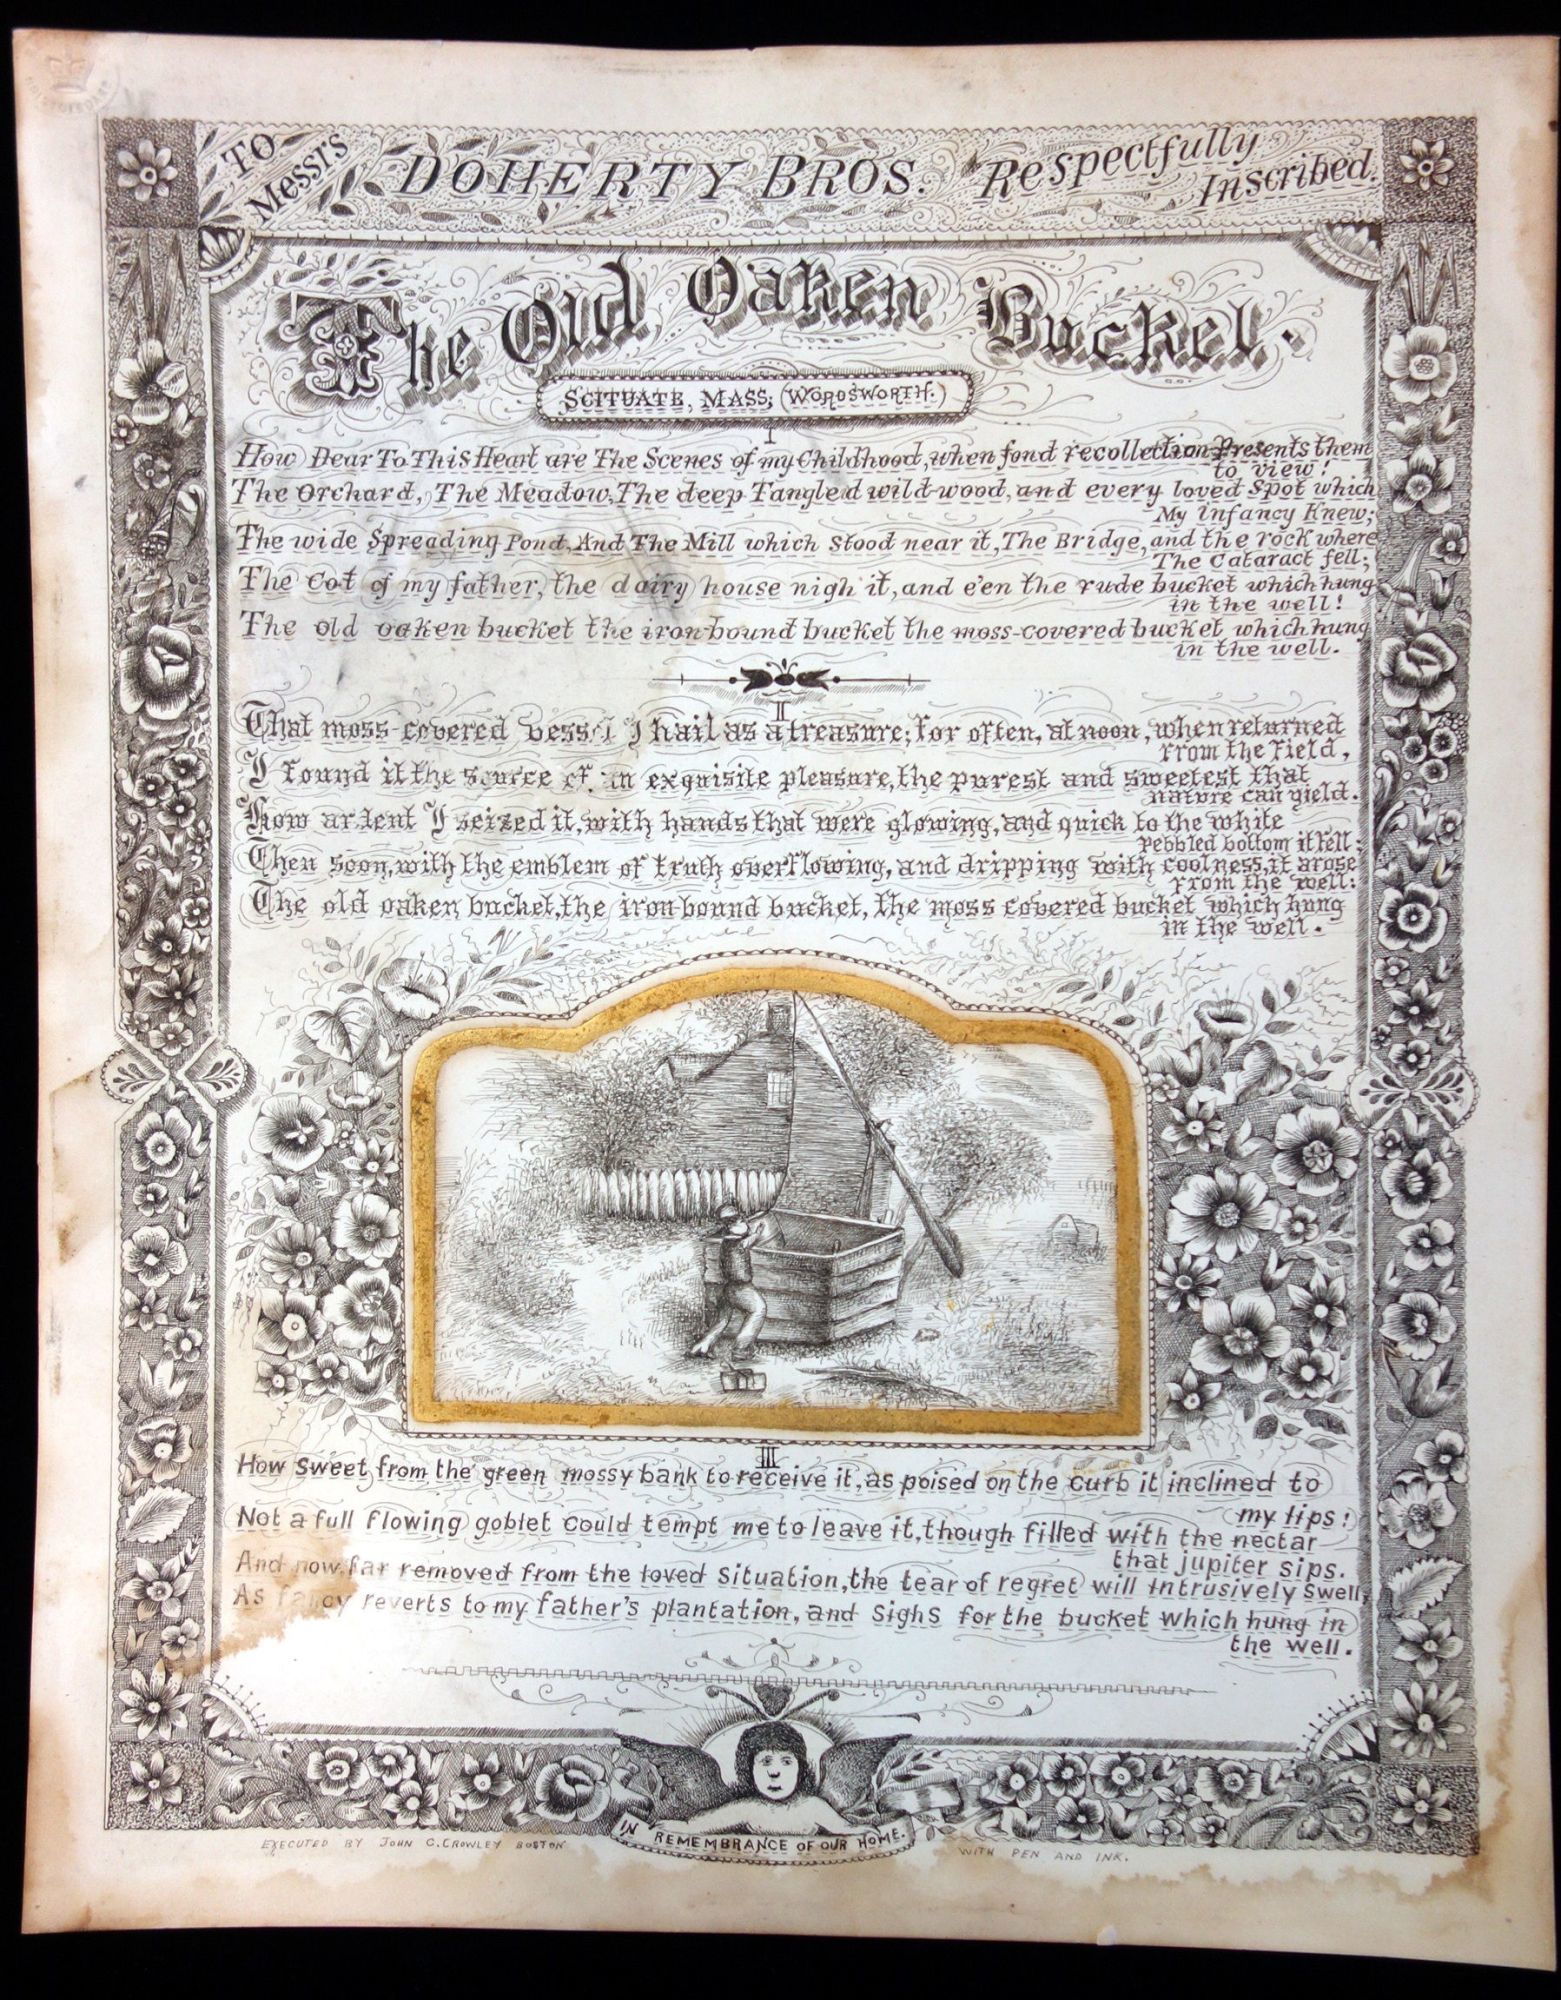 TO
Messrs
DOHERTY BROS.
Respectfully
Inscribed.
The Old Oaken Bucket.
SCITUATE, MASS; (WORDSWORTH.)
I
How Dear To This Heart are The Scenes of my Childhood, when fond recollection Presents them
to view!
The Orchard, The Meadow, The deep Tangled wild-wood, and every loved Spot which
My infancy Knew;
The wide Spreading Pond, And The Mill which stood near it, The Bridge, and the rock where
The Cataract fell;
The Cot of my father, the dairy house nigh it, and e'en the rude bucket which hung
in the well!
The old oaken bucket the iron-bound bucket the moss-covered bucket which hung
in the well.
II
That moss covered vessel I hail as a treasure; for often, at noon, when returned
from the field,
I found it the source of an exquisite pleasure, the purest and sweetest that
nature can yield.
How ardent I seized it, with hands that were glowing, and quick to the white
Pebbled bottom it fell;
Then soon, with the emblem of truth overflowing, and dripping with coolness, it arose
from the well:
The old oaken bucket, the iron bound bucket, the moss covered bucket which hung
in the well.
III
How sweet from the green mossy bank to receive it, as poised on the curb it inclined to
my lips!
Not a full flowing goblet could tempt me to leave it, though filled with the nectar
that jupiter sips.
And now, far removed from the loved situation, the tear of regret will intrusively swell,
As fancy reverts to my father's plantation, and sighs for the bucket which hung in
the well.
IN REMEMBRANCE OF OUR HOME.
EXECUTED BY JOHN C. CROWLEY BOSTON
WITH PEN AND INK.